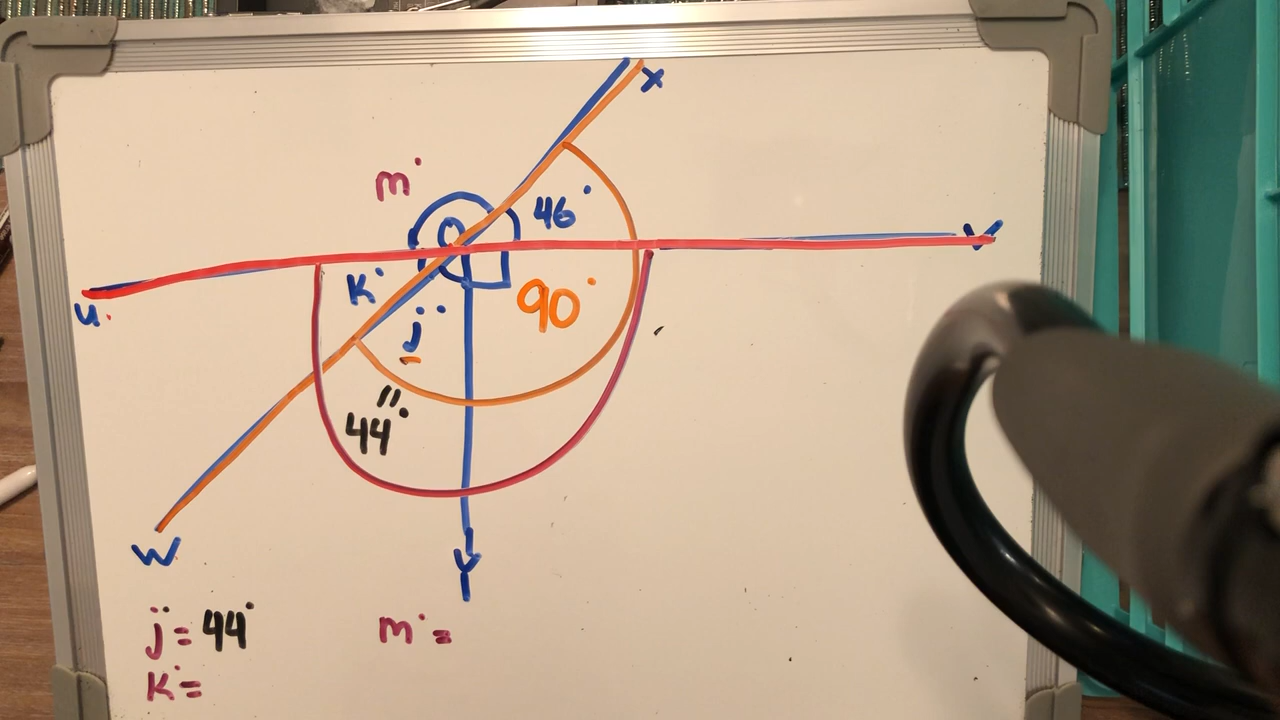 x
m°
O
46°
V
K°
90°
u.
j°
=
44°
W
Y
j° = 44°
m° =
K° =